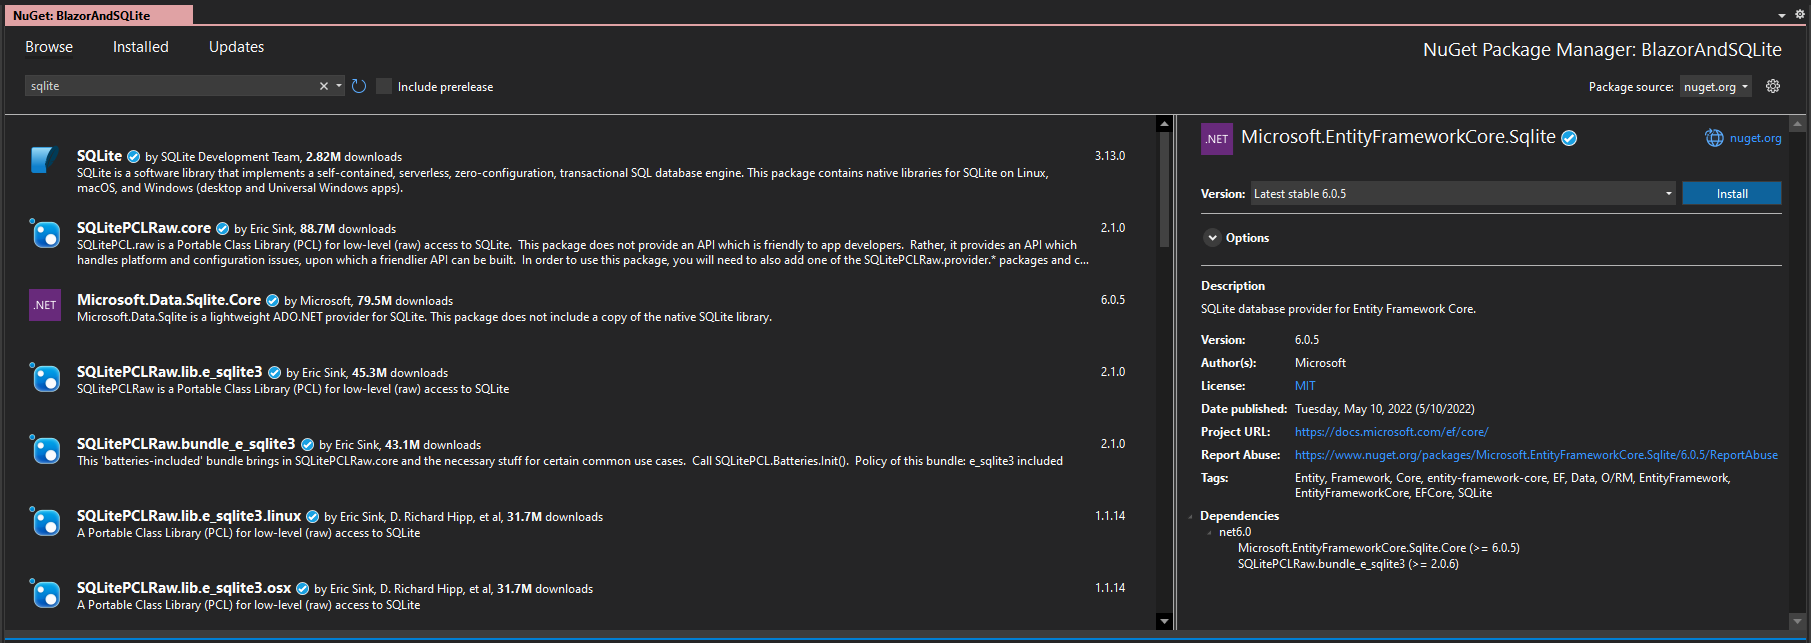 NuGet: BlazorAndSQLite
Browse Installed Updates
NuGet Package Manager: BlazorAndSQLite
sqlite
Include prerelease
Package source: nuget.org
SQLite by SQLite Development Team, 2.82M downloads
3.13.0
SQLite is a software library that implements a self-contained, serverless, zero-configuration, transactional SQL database engine. This package contains native libraries for SQLite on Linux,
macOS, and Windows (desktop and Universal Windows apps).
SQLitePCLRaw.core by Eric Sink, 88.7M downloads
2.1.0
SQLitePCL.raw is a Portable Class Library (PCL) for low-level (raw) access to SQLite.  This package does not provide an API which is friendly to app developers.  Rather, it provides an API which
handles platform and configuration issues, upon which a friendlier API can be built.  In order to use this package, you will need to also add one of the SQLitePCLRaw.provider.* packages and c...
.NET
Microsoft.Data.Sqlite.Core by Microsoft, 79.5M downloads
6.0.5
Microsoft.Data.Sqlite is a lightweight ADO.NET provider for SQLite. This package does not include a copy of the native SQLite library.
SQLitePCLRaw.lib.e_sqlite3 by Eric Sink, 45.3M downloads
2.1.0
SQLitePCLRaw is a Portable Class Library (PCL) for low-level (raw) access to SQLite
SQLitePCLRaw.bundle_e_sqlite3 by Eric Sink, 43.1M downloads
2.1.0
This 'batteries-included' bundle brings in SQLitePCLRaw.core and the necessary stuff for certain common use cases.  Call SQLitePCL.Batteries.Init().  Policy of this bundle: e_sqlite3 included
SQLitePCLRaw.lib.e_sqlite3.linux by Eric Sink, D. Richard Hipp, et al, 31.7M downloads
1.1.14
A Portable Class Library (PCL) for low-level (raw) access to SQLite
SQLitePCLRaw.lib.e_sqlite3.osx by Eric Sink, D. Richard Hipp, et al, 31.7M downloads
1.1.14
A Portable Class Library (PCL) for low-level (raw) access to SQLite
.NET
Microsoft.EntityFrameworkCore.Sqlite
nuget.org
Version: Latest stable 6.0.5
Install
Options
Description
SQLite database provider for Entity Framework Core.
Version: 6.0.5
Author(s): Microsoft
License: MIT
Date published: Tuesday, May 10, 2022 (5/10/2022)
Project URL: https://docs.microsoft.com/ef/core/
Report Abuse: https://www.nuget.org/packages/Microsoft.EntityFrameworkCore.Sqlite/6.0.5/ReportAbuse
Tags: Entity, Framework, Core, entity-framework-core, EF, Data, O/RM, EntityFramework,
EntityFrameworkCore, EFCore, SQLite
Dependencies
net6.0
Microsoft.EntityFrameworkCore.Sqlite.Core (>= 6.0.5)
SQLitePCLRaw.bundle_e_sqlite3 (>= 2.0.6)